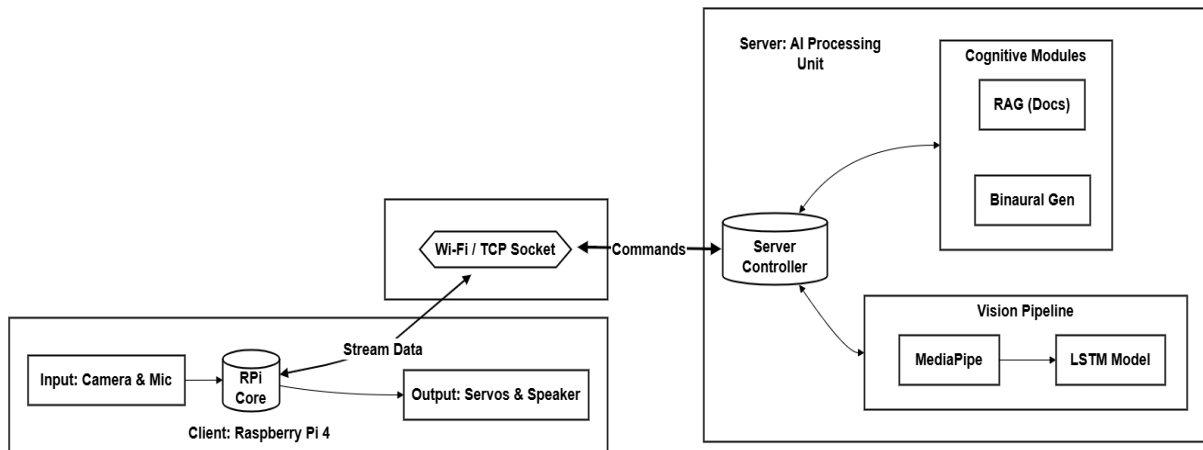 Server: AI Processing
Unit
Cognitive Modules
RAG (Docs)
Binaural Gen
Wi-Fi / TCP Socket
Commands
Server
Controller
Vision Pipeline
MediaPipe
LSTM Model
Stream Data
Input: Camera & Mic
RPi
Core
Output: Servos & Speaker
Client: Raspberry Pi 4